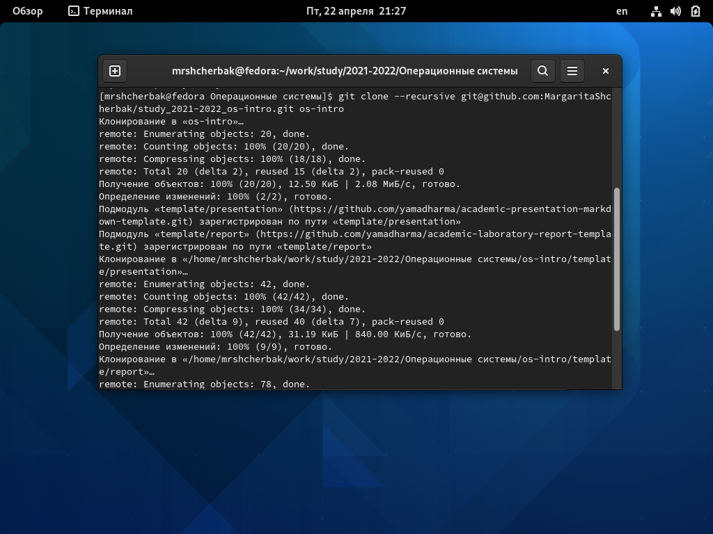 Обзор Терминал Пт, 22 апреля 21:27 en
mrshcherbak@fedora:~/work/study/2021-2022/Операционные системы
[mrshcherbak@fedora Операционные системы]$ git clone --recursive git@github.com:MargaritaShc
herbak/study_2021-2022_os-intro.git os-intro
Клонирование в «os-intro»…
remote: Enumerating objects: 20, done.
remote: Counting objects: 100% (20/20), done.
remote: Compressing objects: 100% (18/18), done.
remote: Total 20 (delta 2), reused 15 (delta 2), pack-reused 0
Получение объектов: 100% (20/20), 12.50 КиБ | 2.08 МиБ/с, готово.
Определение изменений: 100% (2/2), готово.
Подмодуль «template/presentation» (https://github.com/yamadharma/academic-presentation-markd
own-template.git) зарегистрирован по пути «template/presentation»
Подмодуль «template/report» (https://github.com/yamadharma/academic-laboratory-report-templa
te.git) зарегистрирован по пути «template/report»
Клонирование в «/home/mrshcherbak/work/study/2021-2022/Операционные системы/os-intro/templat
e/presentation»…
remote: Enumerating objects: 42, done.
remote: Counting objects: 100% (42/42), done.
remote: Compressing objects: 100% (34/34), done.
remote: Total 42 (delta 9), reused 40 (delta 7), pack-reused 0
Получение объектов: 100% (42/42), 31.19 КиБ | 840.00 КиБ/с, готово.
Определение изменений: 100% (9/9), готово.
Клонирование в «/home/mrshcherbak/work/study/2021-2022/Операционные системы/os-intro/templat
e/report»…
remote: Enumerating objects: 78, done.